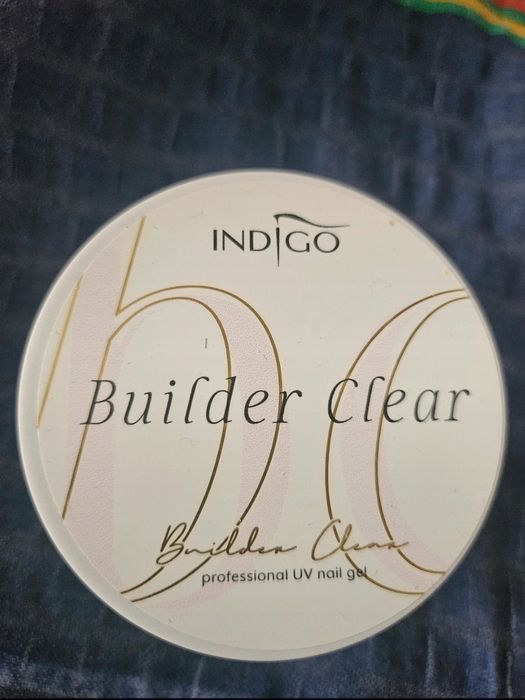 INDIGO
Builder Clear
Builder Clear
professional UV nail gel